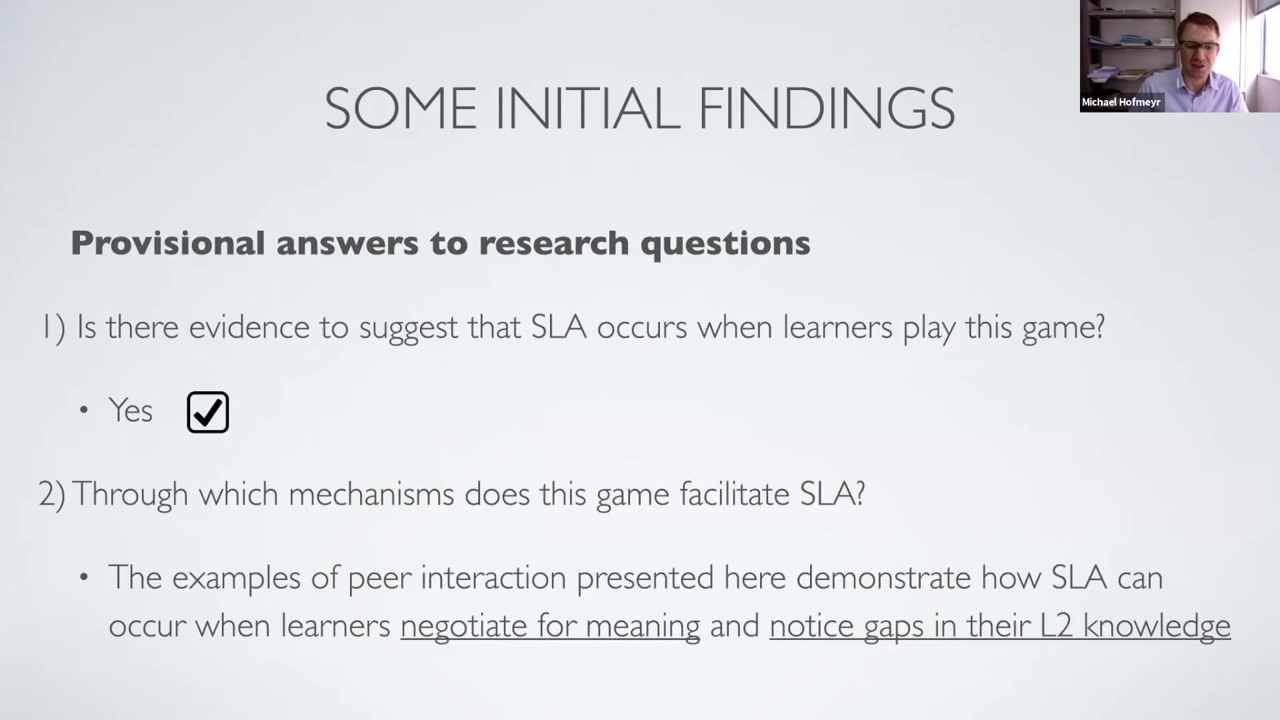 Michael Hofmeyr
SOME INITIAL FINDINGS
Provisional answers to research questions
1) Is there evidence to suggest that SLA occurs when learners play this game?
• Yes
2) Through which mechanisms does this game facilitate SLA?
• The examples of peer interaction presented here demonstrate how SLA can
occur when learners negotiate for meaning and notice gaps in their L2 knowledge